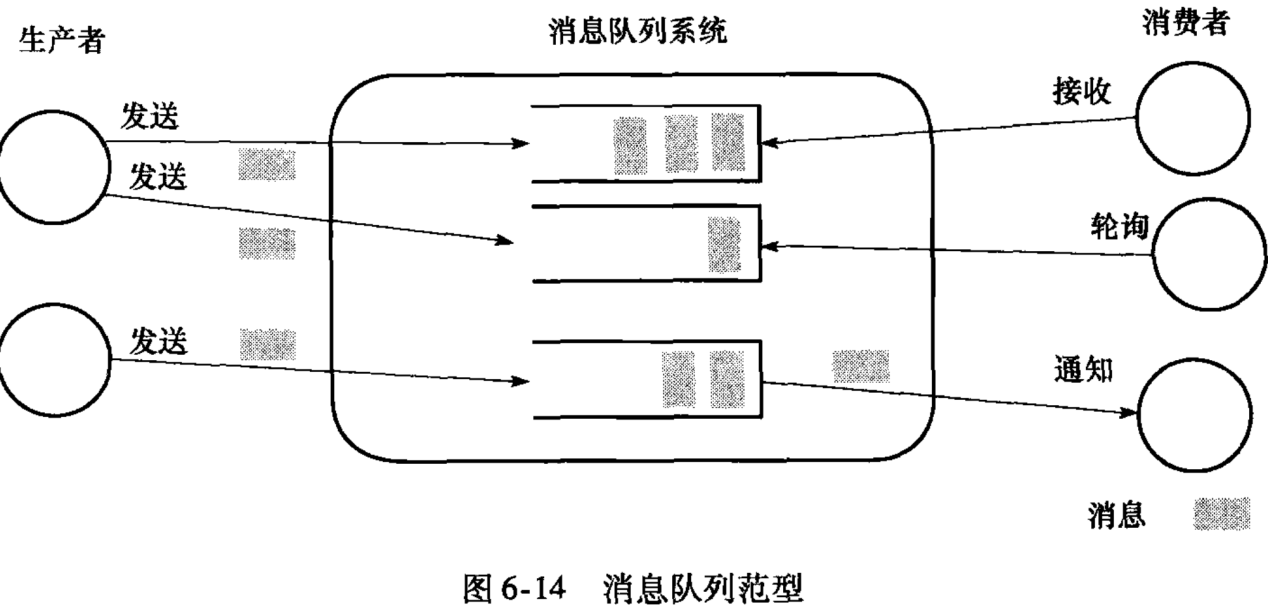 生产者
消息队列系统
消费者
发送
接收
发送
轮询
发送
通知
消息
图 6-14 消息队列范型